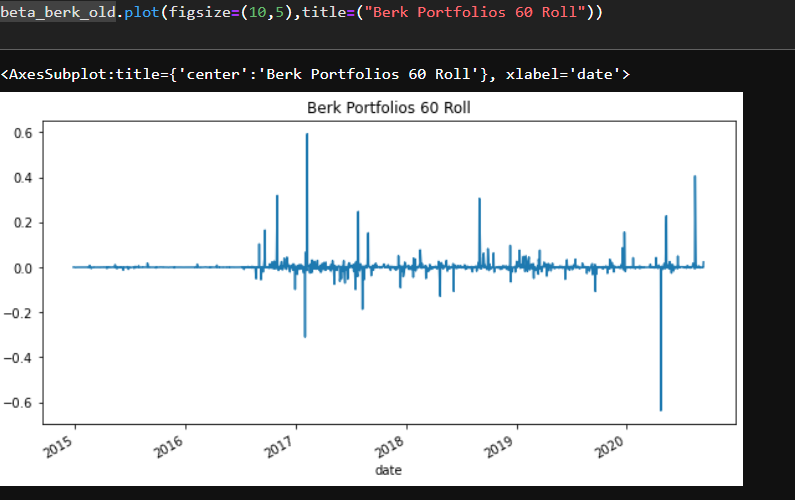 beta_berk_old.plot(figsize=(10,5),title=("Berk Portfolios 60 Roll"))
<AxesSubplot:title={'center':'Berk Portfolios 60 Roll'}, xlabel='date'>
Berk Portfolios 60 Roll
0.6
0.4
0.2
0.0
−0.2
−0.4
−0.6
2015 2016 2017 2018 2019 2020
date